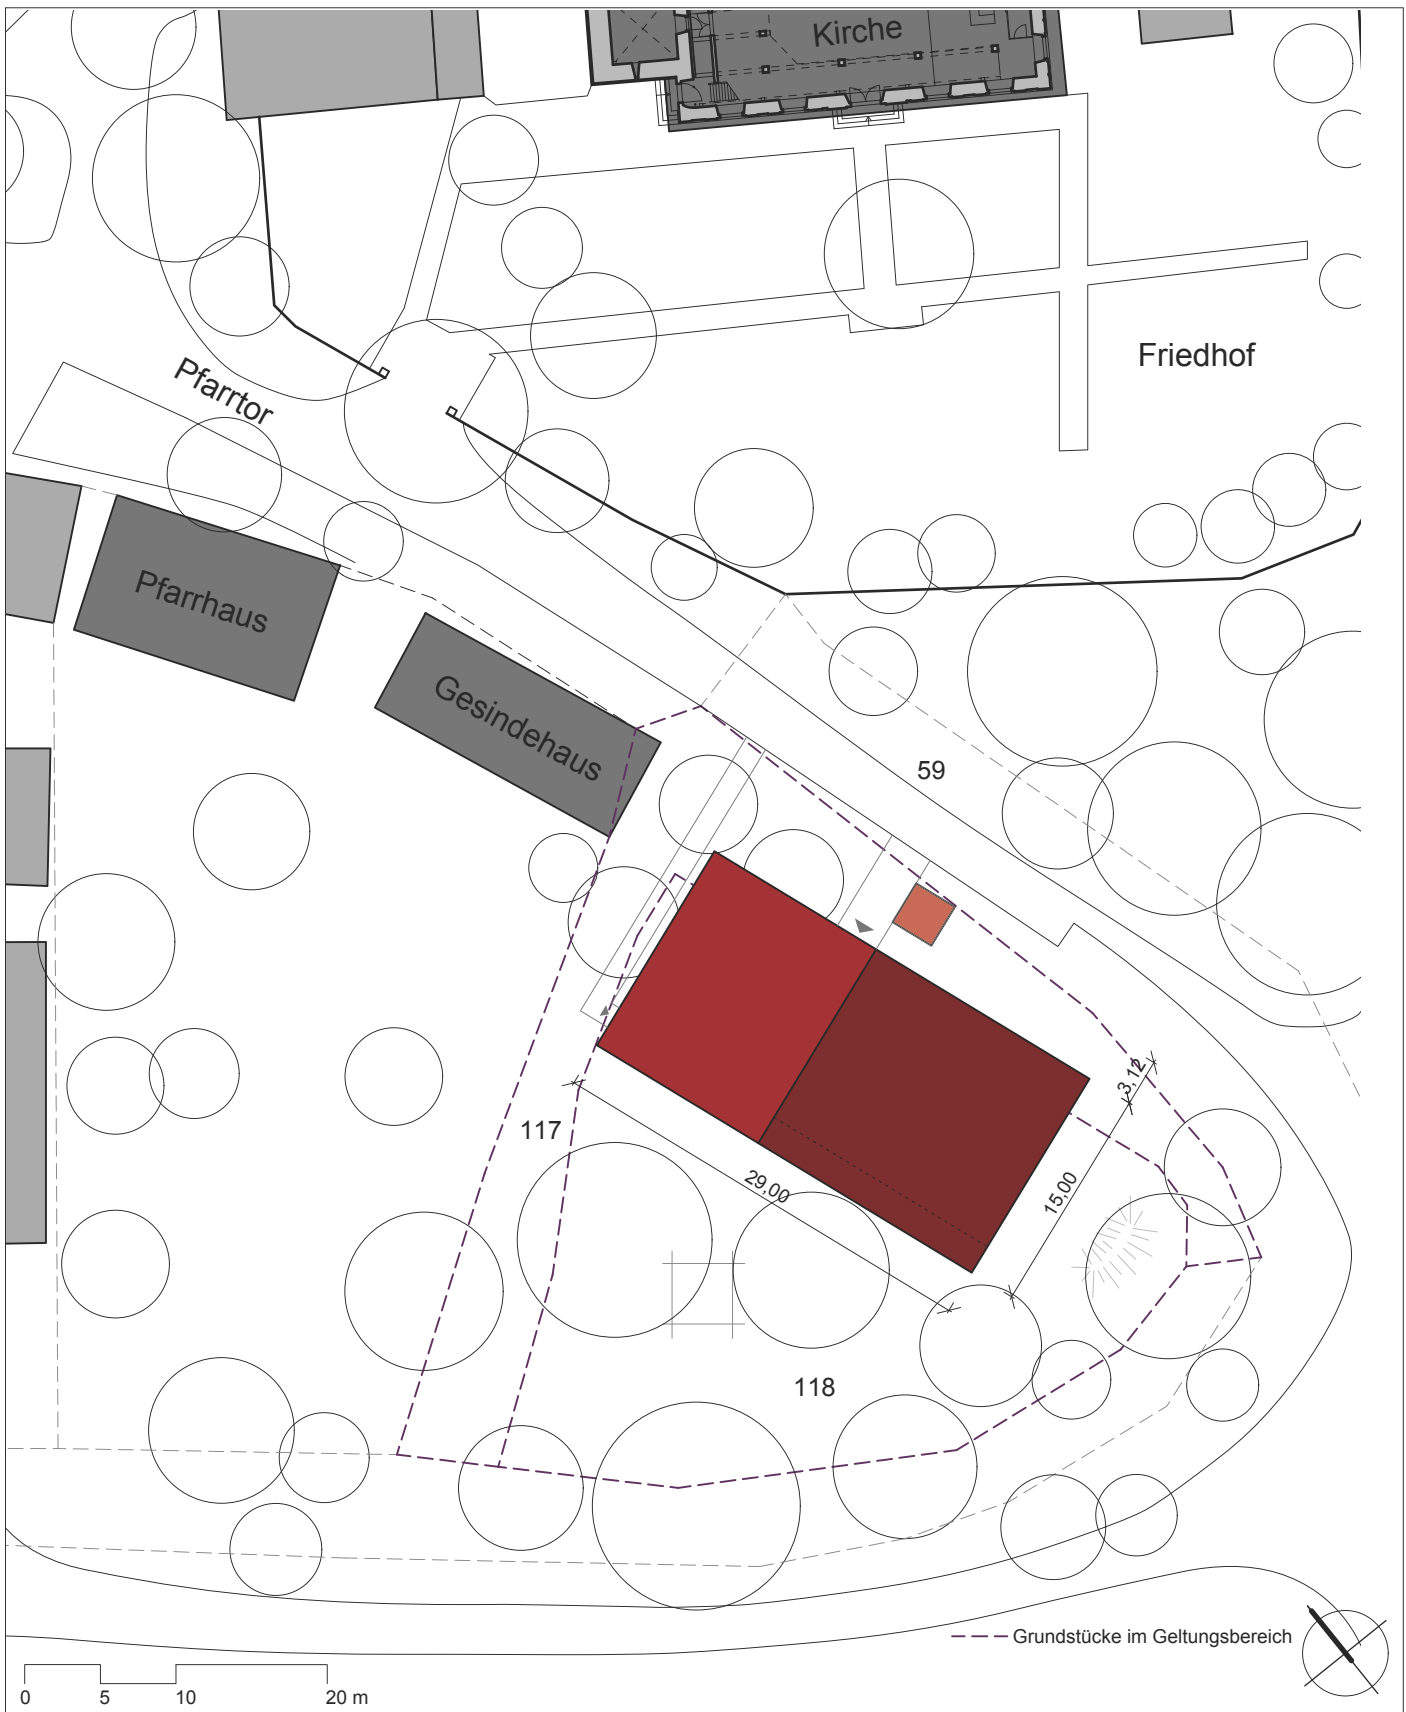 Kirche
Friedhof
Pfarrtor
Pfarrhaus
Gesindehaus
59
3,12
117
29,00
15,00
118
Grundstücke im Geltungsbereich
0 5 10 20 m